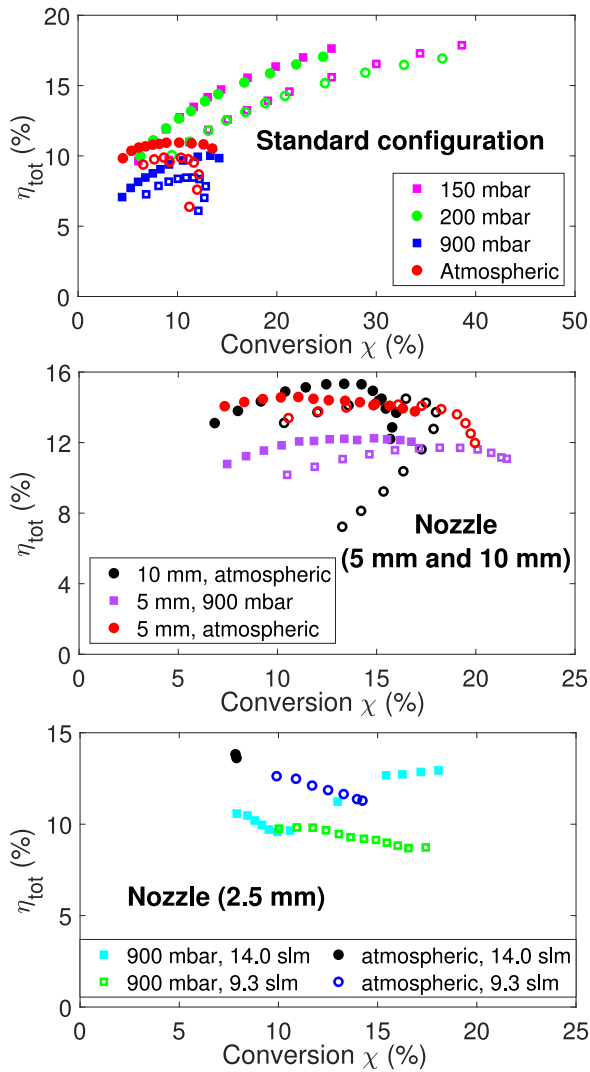 20
15
10
5
0
η_tot (%)
Standard configuration
150 mbar
200 mbar
900 mbar
Atmospheric
0 10 20 30 40 50
Conversion χ (%)
16
12
8
4
0
η_tot (%)
Nozzle
(5 mm and 10 mm)
10 mm, atmospheric
5 mm, 900 mbar
5 mm, atmospheric
0 5 10 15 20 25
Conversion χ (%)
15
10
5
0
η_tot (%)
Nozzle (2.5 mm)
900 mbar, 14.0 slm atmospheric, 14.0 slm
900 mbar, 9.3 slm atmospheric, 9.3 slm
0 5 10 15 20 25
Conversion χ (%)